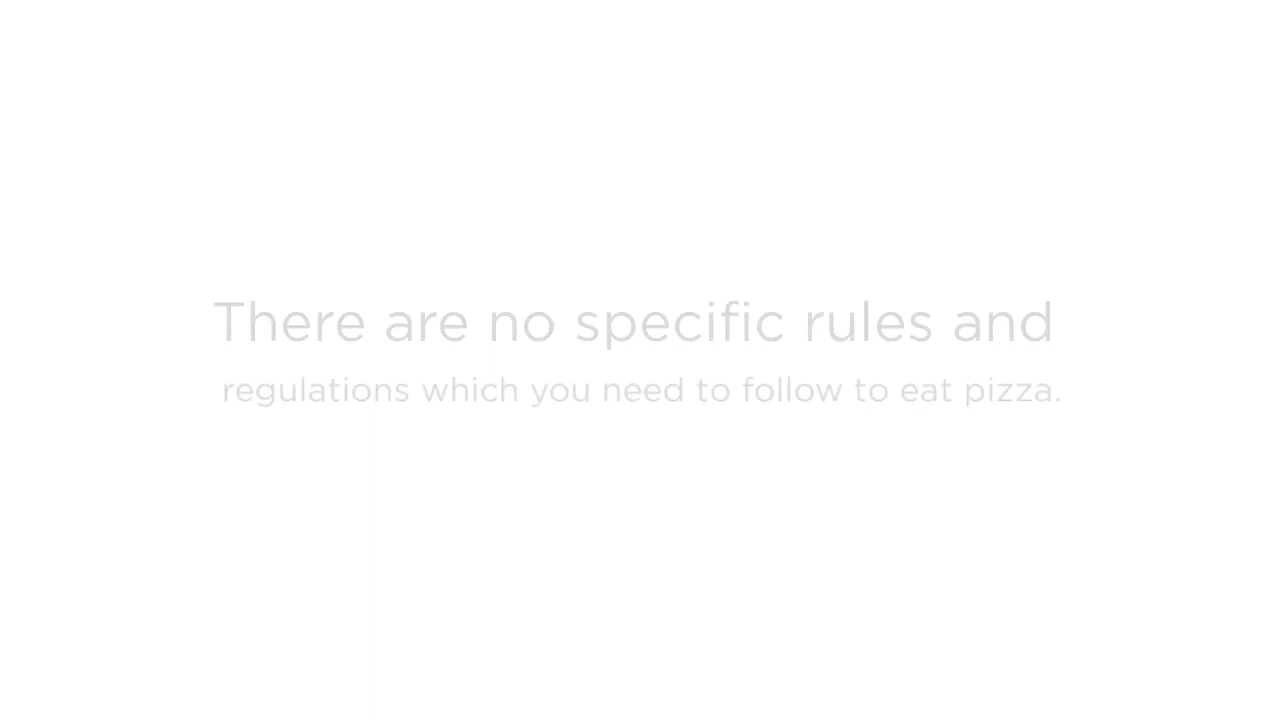 There are no specific rules and
regulations which you need to follow to eat pizza.